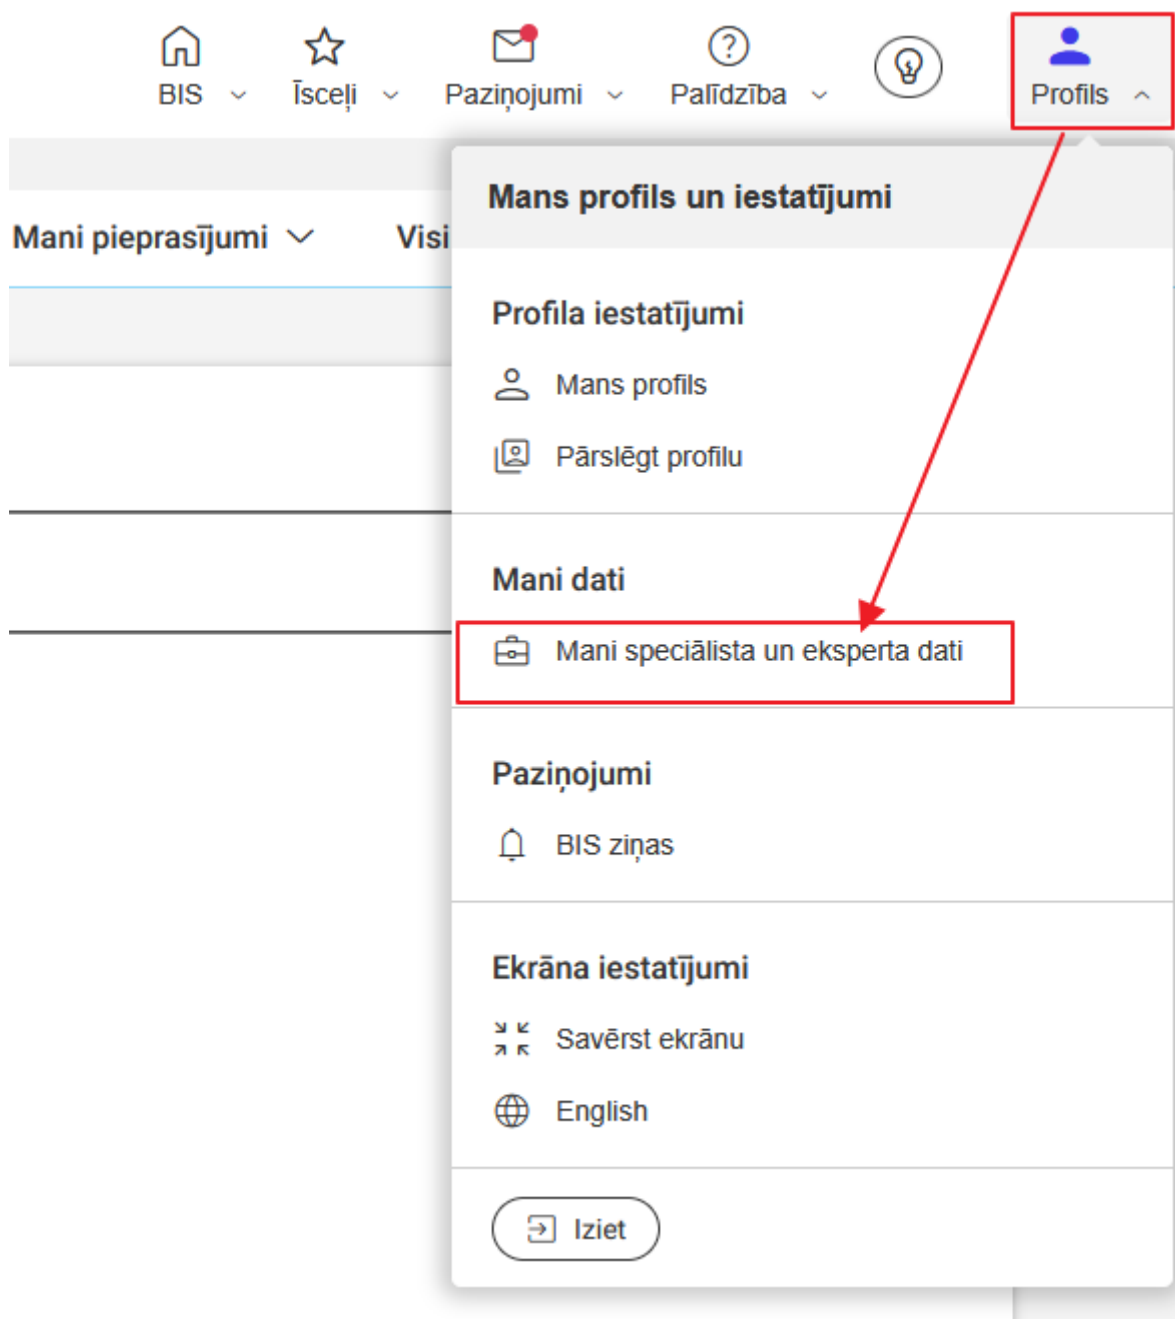 BIS
Īsceļi
Paziņojumi
Palīdzība
Profils
Mans profils un iestatījumi
Mani pieprasījumi
Visi
Profila iestatījumi
Mans profils
Pārslēgt profilu
Mani dati
Mani speciālista un eksperta dati
Paziņojumi
BIS ziņas
Ekrāna iestatījumi
Savērst ekrānu
English
Iziet